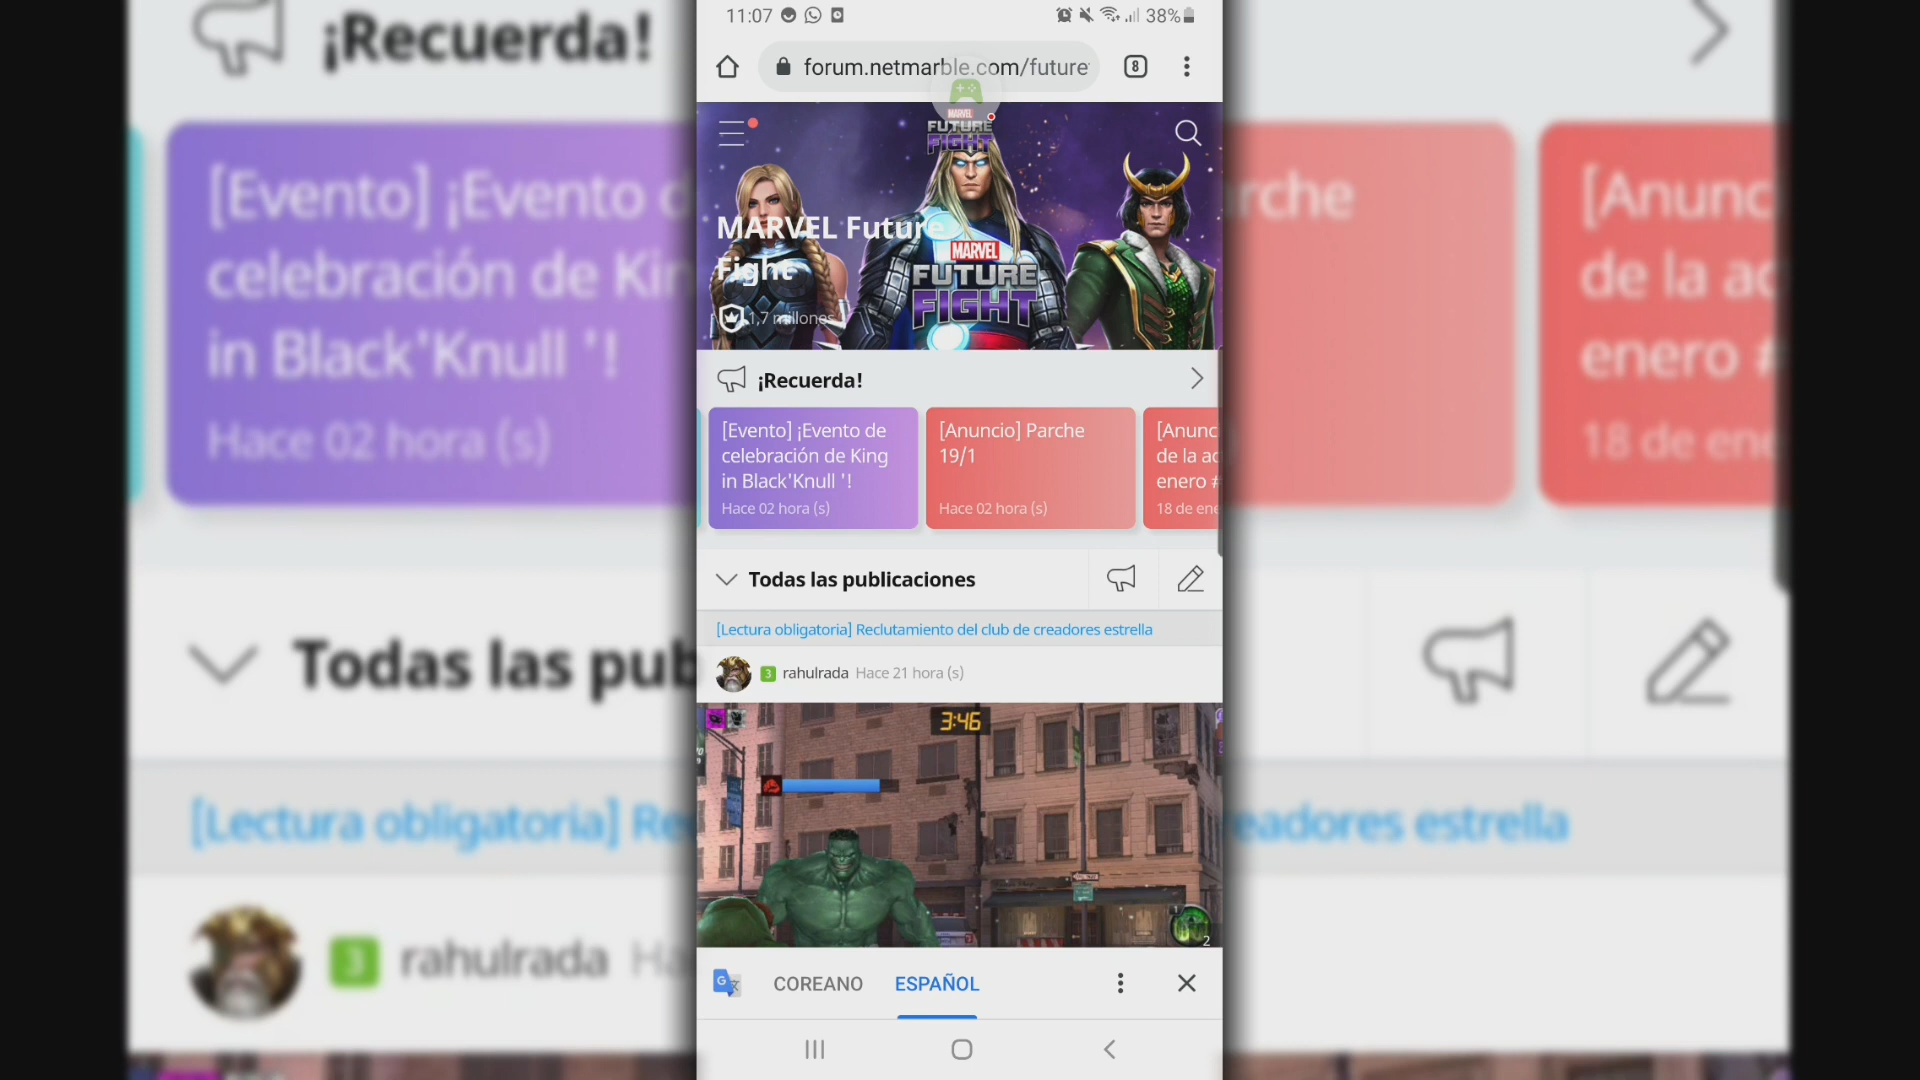 11:07
38%
forum.netmarble.com/future
8
MARVEL
FUTURE
FIGHT
MARVEL Future
Fight
MARVEL
FUTURE
FIGHT
1,7 millones
¡Recuerda!
[Evento] ¡Evento de
celebración de King
in Black'Knull '!
Hace 02 hora (s)
[Anuncio] Parche
19/1
Hace 02 hora (s)
[Anunc
de la ac
enero #
18 de ene
Todas las publicaciones
[Lectura obligatoria] Reclutamiento del club de creadores estrella
3 rahulrada Hace 21 hora (s)
3:46
2
COREANO ESPAÑOL
¡Recuerda!
[Evento] ¡Evento d
celebración de Kin
in Black'Knull '!
Hace 02 hora (s)
rche
[Anunc
de la ac
enero #
18 de ene
Todas las pub
[Lectura obligatoria] Re
eadores estrella
3 rahulrada Ha